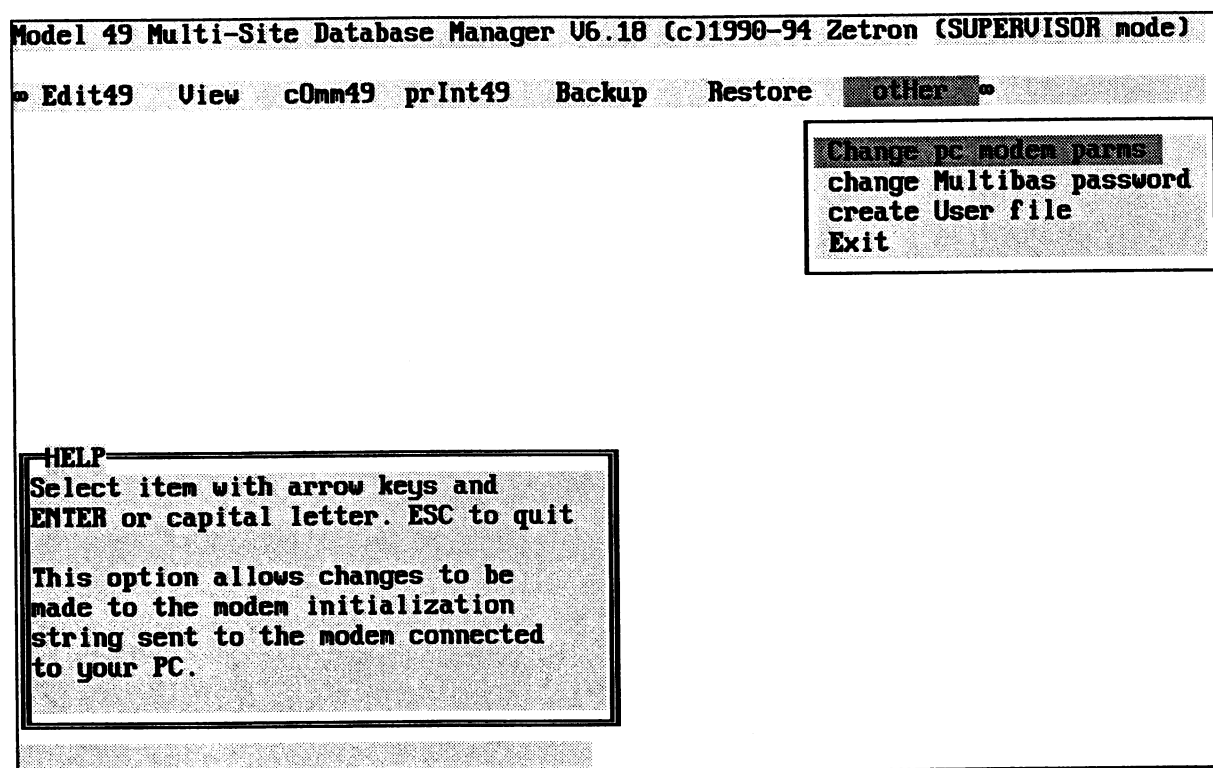 Model 49 Multi-Site Database Manager V6.18 (c)1990-94 Zetron (SUPERVISOR mode)
∞ Edit49 View cOmm49 prInt49 Backup Restore otHer ∞
Change pc modem parms
change Multibas password
create User file
Exit
HELP
Select item with arrow keys and
ENTER or capital letter. ESC to quit
This option allows changes to be
made to the modem initialization
string sent to the modem connected
to your PC.